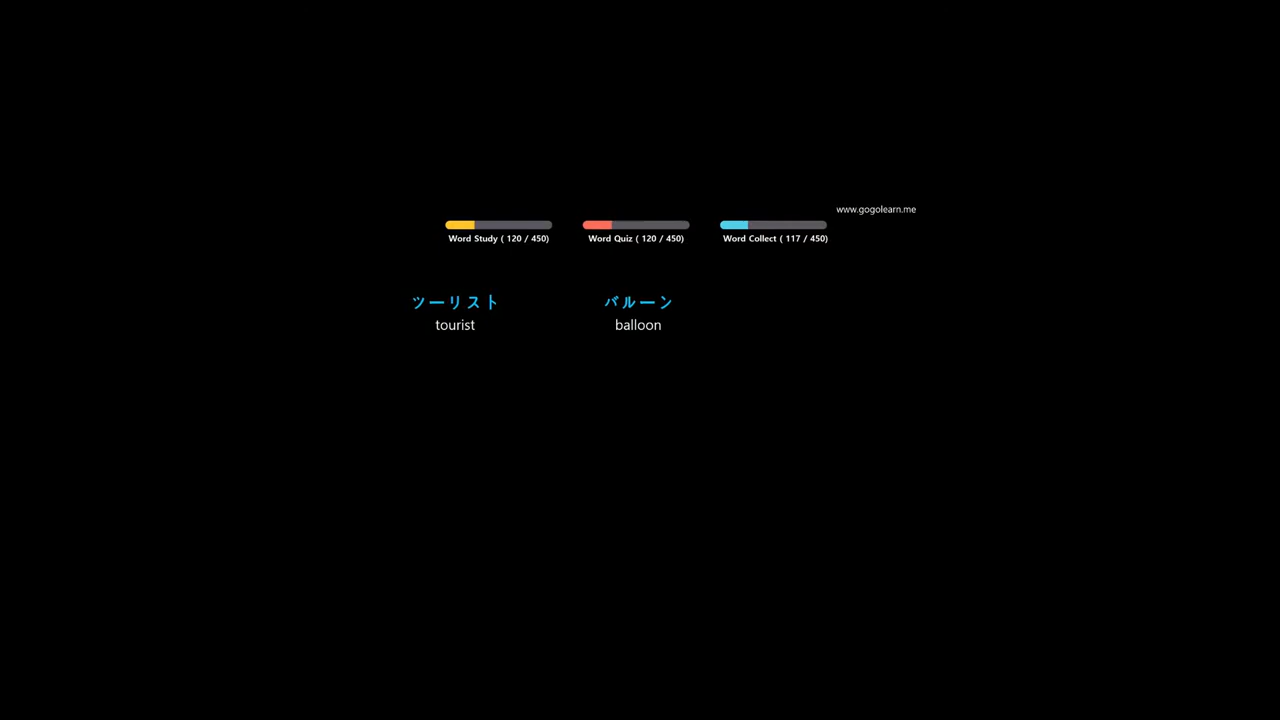 www.gogolearn.me
Word Study ( 120 / 450)
Word Quiz ( 120 / 450)
Word Collect ( 117 / 450)
ツーリスト
tourist
バルーン
balloon